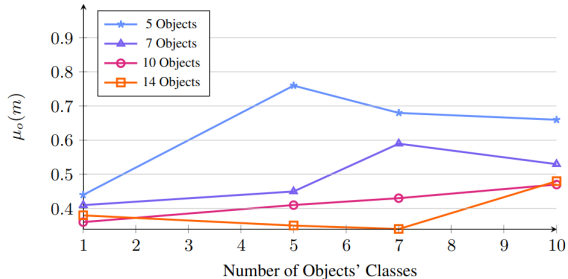 5 Objects
7 Objects
10 Objects
14 Objects
0.9
0.8
0.7
0.6
0.5
0.4
μₒ(m)
1 2 3 4 5 6 7 8 9 10
Number of Objects' Classes